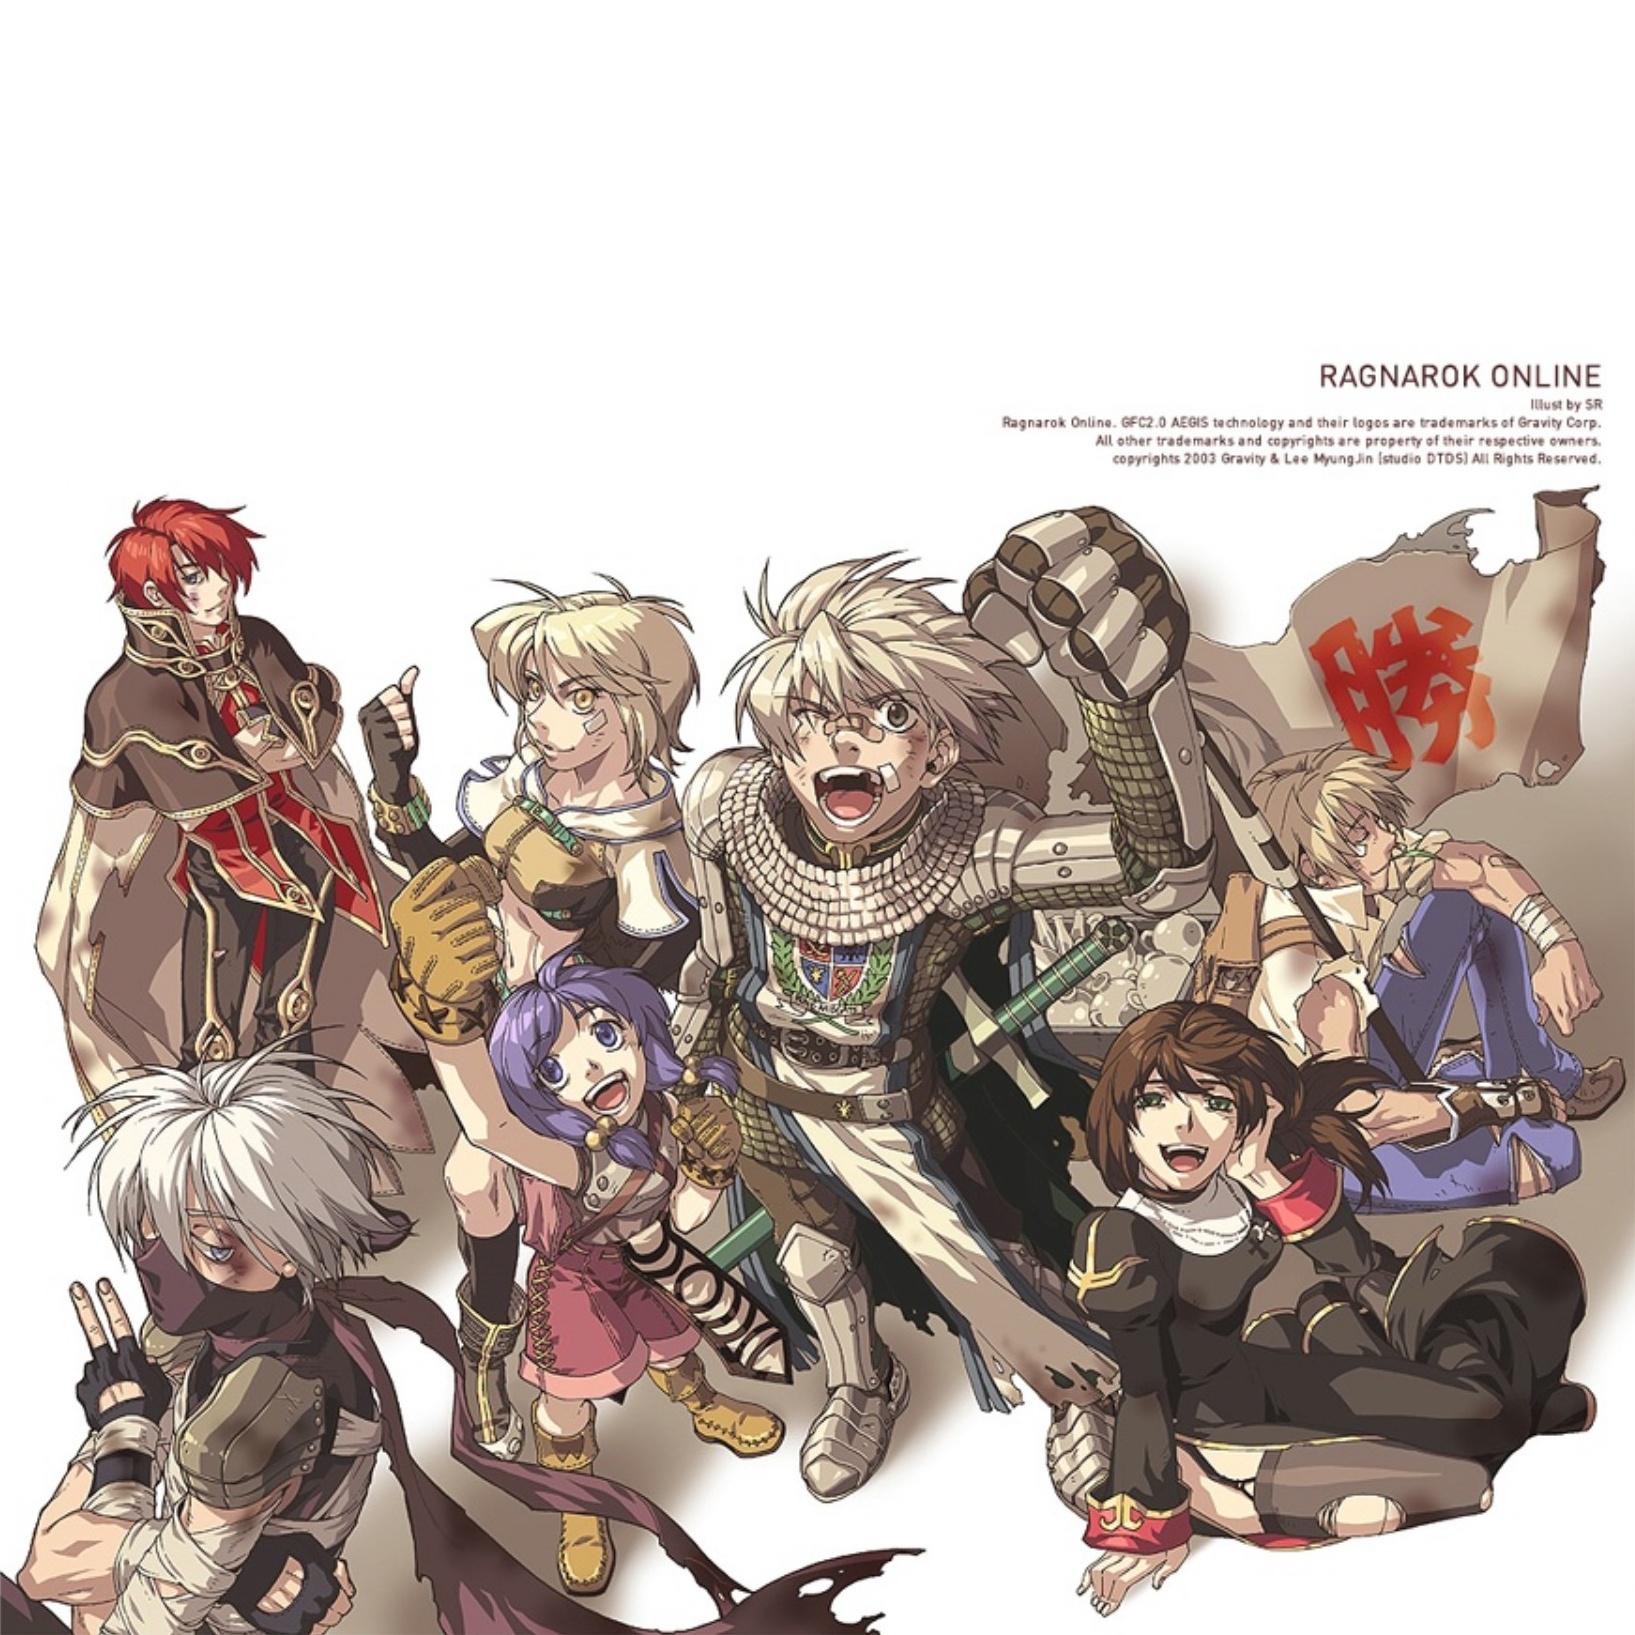 RAGNAROK ONLINE
Illust by SR
Ragnarok Online. GFC2.0 AEGIS technology and their logos are trademarks of Gravity Corp.
All other trademarks and copyrights are property of their respective owners.
copyrights 2003 Gravity & Lee MyungJin (studio DTDS) All Rights Reserved.
勝